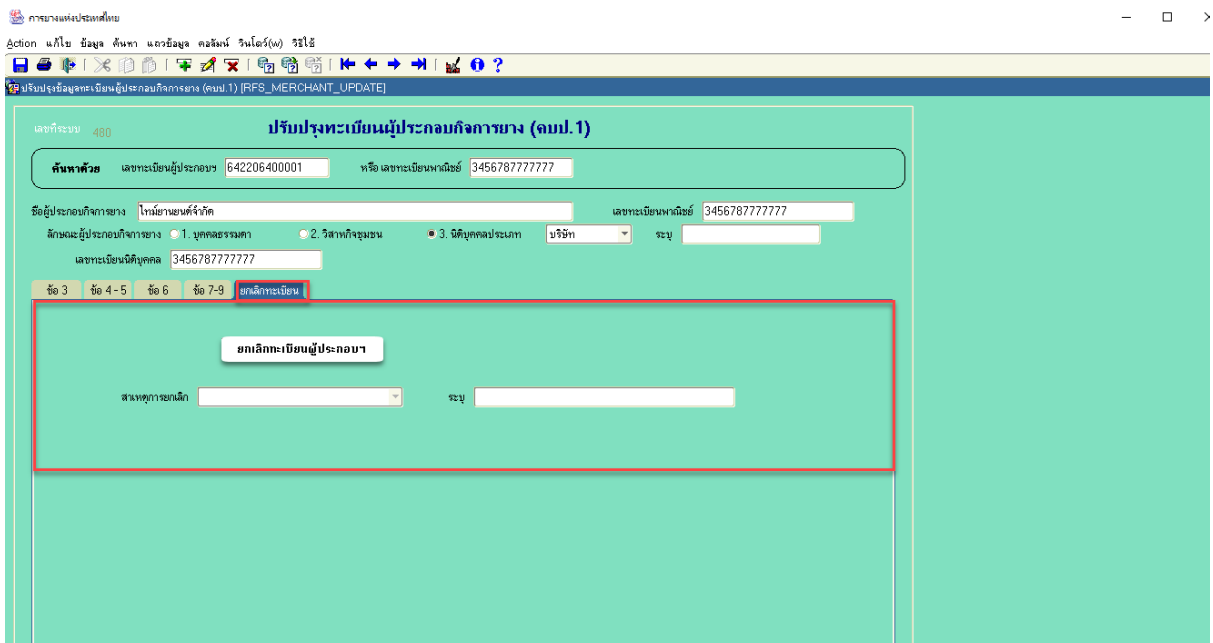 การยางแห่งประเทศไทย
Action แก้ไข ข้อมูล ค้นหา แถวข้อมูล คอลัมน์ วินโดว์(w) วิธีใช้
ปรับปรุงข้อมูลทะเบียนผู้ประกอบกิจการยาง (คบป.1) [RFS_MERCHANT_UPDATE]
เลขที่ระบบ 480 ปรับปรุงทะเบียนผู้ประกอบกิจการยาง (คบป.1)
ค้นหาด้วย เลขทะเบียนผู้ประกอบฯ 642206400001 หรือ เลขทะเบียนพาณิชย์ 3456787777777
ชื่อผู้ประกอบกิจการยาง ไทม์ยานยนต์จำกัด เลขทะเบียนพาณิชย์ 3456787777777
ลักษณะผู้ประกอบกิจการยาง 1. บุคคลธรรมดา 2. วิสาหกิจชุมชน 3. นิติบุคคลประเภท บริษัท ระบุ
เลขทะเบียนนิติบุคคล 3456787777777
ข้อ 3 ข้อ 4 - 5 ข้อ 6 ข้อ 7-9 ยกเลิกทะเบียน
ยกเลิกทะเบียนผู้ประกอบฯ
สาเหตุการยกเลิก ระบุ